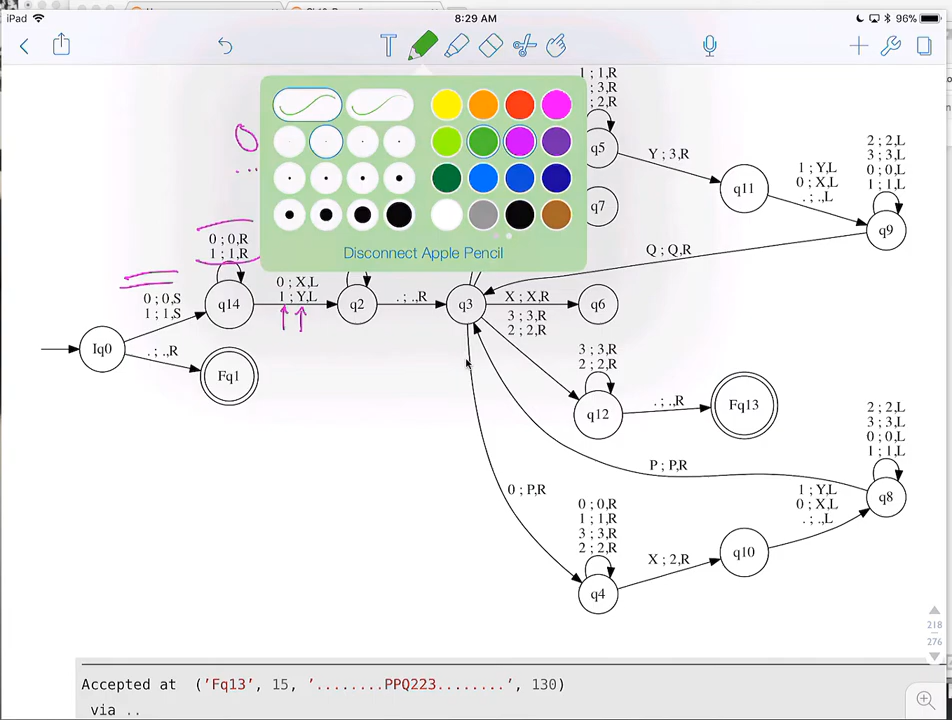 iPad
8:29 AM
96%
T
Disconnect Apple Pencil
1 ; 1,R
; 3,R
; 2,R
q5
Y ; 3,R
q11
1 ; Y,L
0 ; X,L
. ; .,L
2 ; 2,L
3 ; 3,L
0 ; 0,L
1 ; 1,L
q9
q7
Q ; Q,R
0 ; 0,R
1 ; 1,R
0 ; 0,S
1 ; 1,S
q14
0 ; X,L
1 ; Y,L
q2
. ; .,R
q3
X ; X,R
q6
3 ; 3,R
2 ; 2,R
Iq0
. ; .,R
Fq1
3 ; 3,R
2 ; 2,R
q12
. ; .,R
Fq13
2 ; 2,L
3 ; 3,L
0 ; 0,L
1 ; 1,L
P ; P,R
q8
0 ; P,R
0 ; 0,R
1 ; 1,R
3 ; 3,R
2 ; 2,R
q4
X ; 2,R
q10
1 ; Y,L
0 ; X,L
. ; .,L
218
276
Accepted at ('Fq13', 15, '........PPQ223........', 130)
via ..